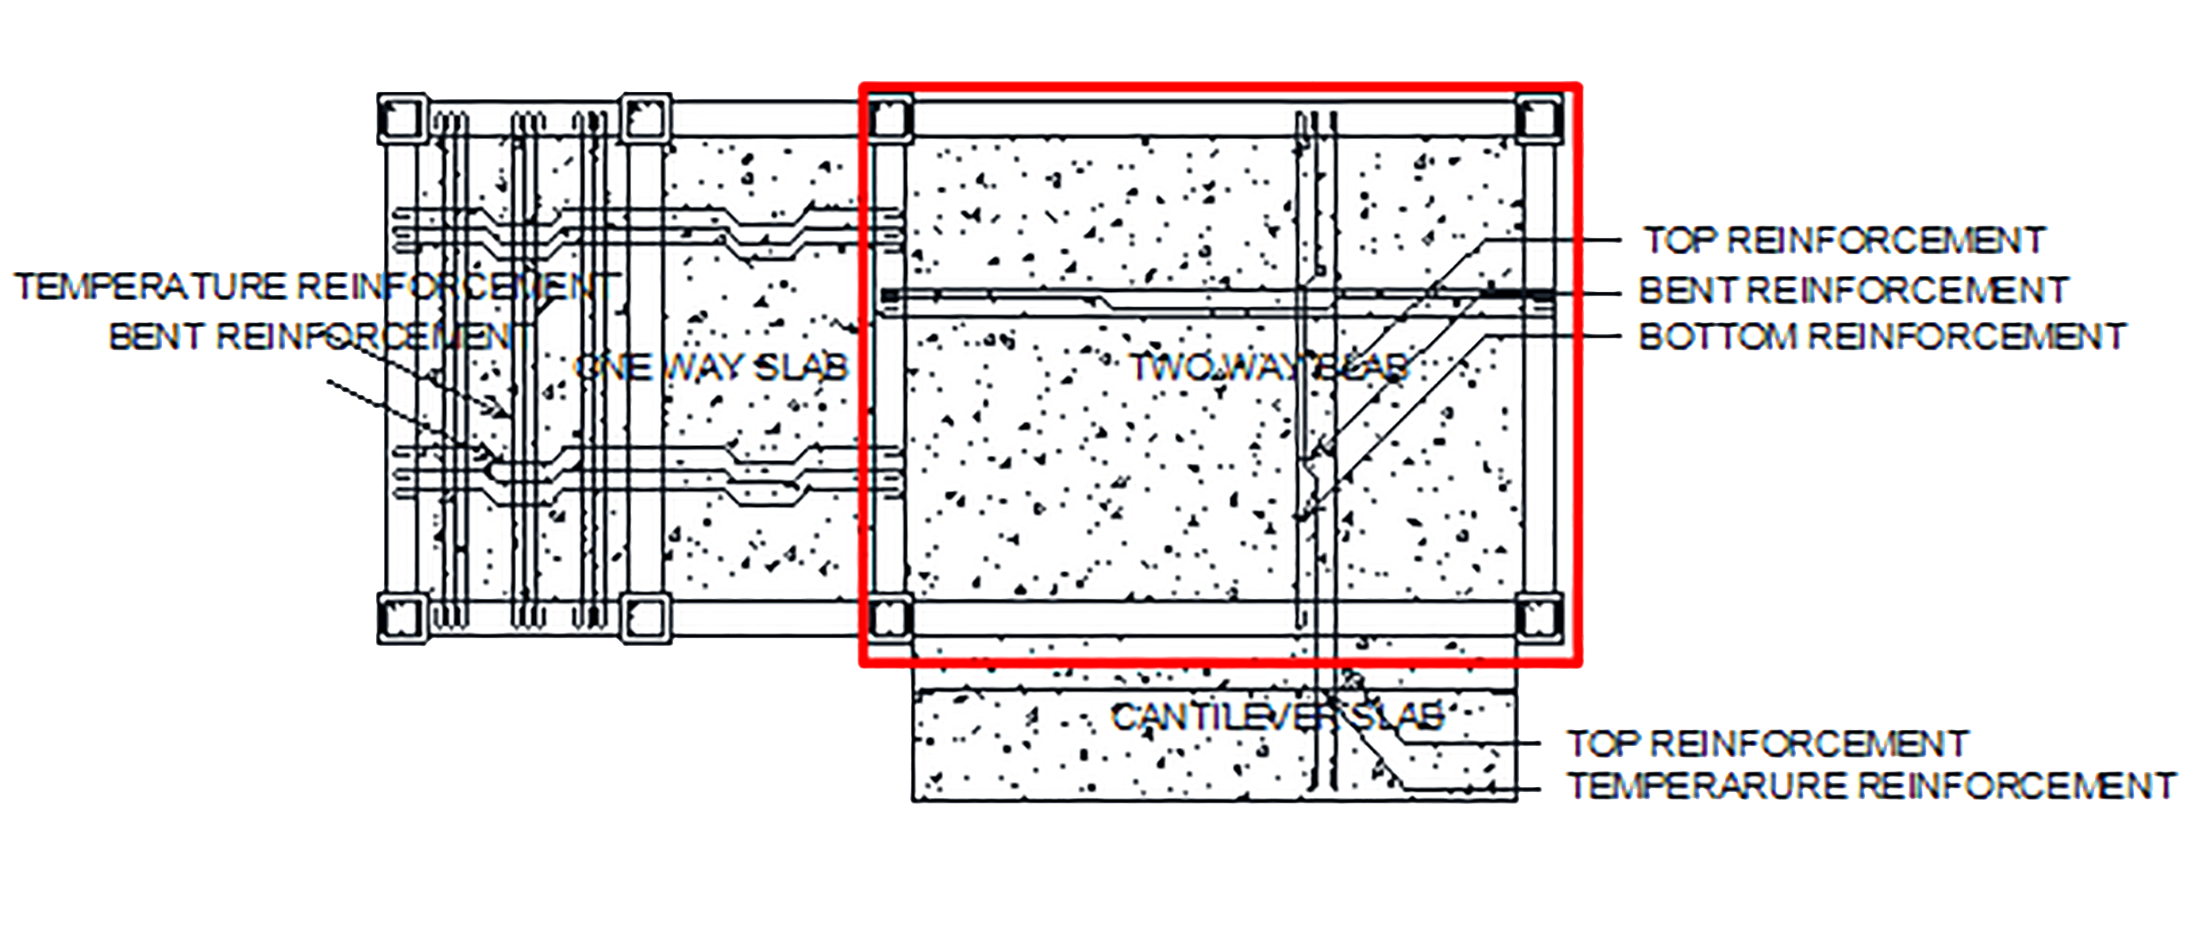 TOP REINFORCEMENT
TEMPERATURE REINFORCEMENT
BENT REINFORCEMENT
BENT REINFORCEMENT
BOTTOM REINFORCEMENT
ONE WAY SLAB
TWO WAY SLAB
CANTILEVER SLAB
TOP REINFORCEMENT
TEMPERARURE REINFORCEMENT